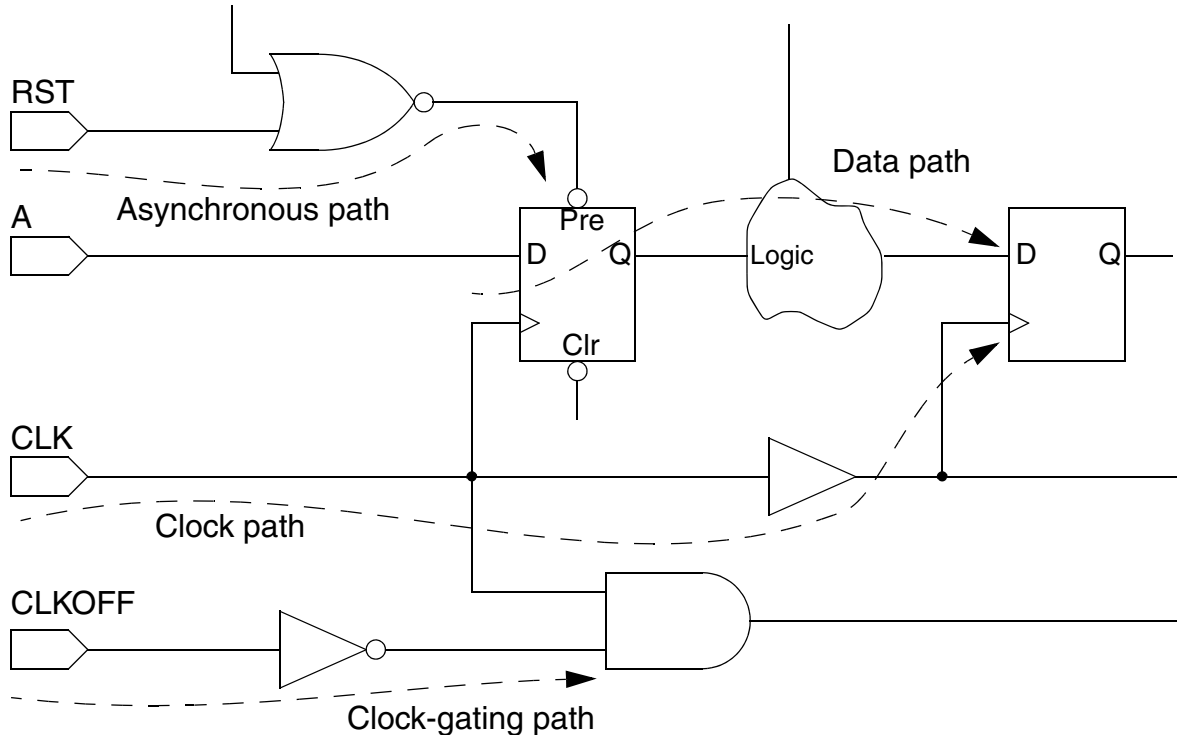 RST
Data path
Asynchronous path
A
Pre
D
Q
Logic
D
Q
Clr
CLK
Clock path
CLKOFF
Clock-gating path